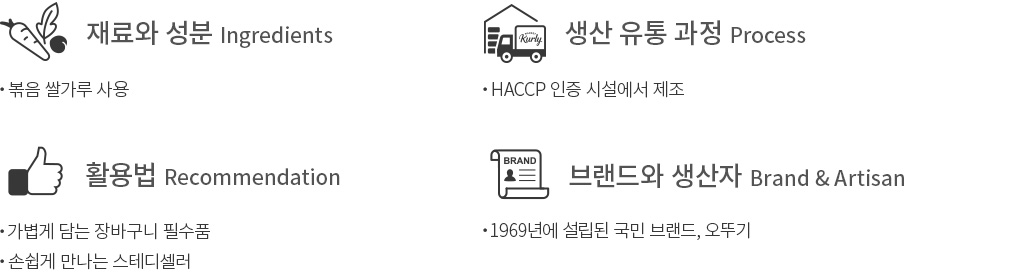 재료와 성분 Ingredients
• 볶음 쌀가루 사용
Kurly
생산 유통 과정 Process
• HACCP 인증 시설에서 제조
활용법 Recommendation
• 가볍게 담는 장바구니 필수품
• 손쉽게 만나는 스테디셀러
BRAND
브랜드와 생산자 Brand & Artisan
• 1969년에 설립된 국민 브랜드, 오뚜기